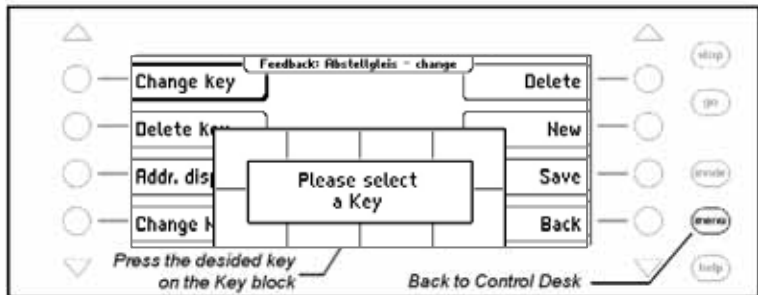 Feedback: Abstellgleis - change
Change key
Delete
Delete key
New
Addr. disp
Save
Change k
Back
Please select
a Key
stop
go
mode
menu
help
Press the desided key
on the Key block
Back to Control Desk